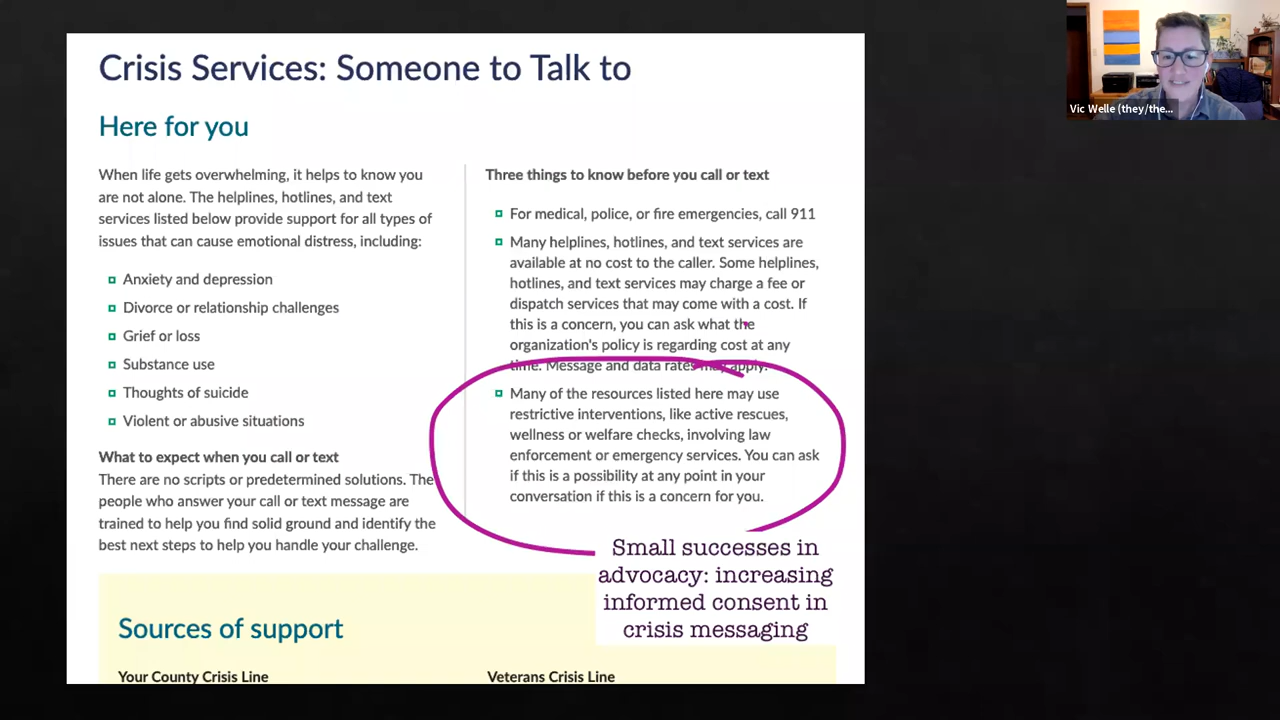 Crisis Services: Someone to Talk to
Here for you
When life gets overwhelming, it helps to know you
are not alone. The helplines, hotlines, and text
services listed below provide support for all types of
issues that can cause emotional distress, including:
Anxiety and depression
Divorce or relationship challenges
Grief or loss
Substance use
Thoughts of suicide
Violent or abusive situations
What to expect when you call or text
There are no scripts or predetermined solutions. The
people who answer your call or text message are
trained to help you find solid ground and identify the
best next steps to help you handle your challenge.
Three things to know before you call or text
For medical, police, or fire emergencies, call 911
Many helplines, hotlines, and text services are
available at no cost to the caller. Some helplines,
hotlines, and text services may charge a fee or
dispatch services that may come with a cost. If
this is a concern, you can ask what the
organization's policy is regarding cost at any
time. Message and data rates may apply.
Many of the resources listed here may use
restrictive interventions, like active rescues,
wellness or welfare checks, involving law
enforcement or emergency services. You can ask
if this is a possibility at any point in your
conversation if this is a concern for you.
Small successes in
advocacy: increasing
informed consent in
crisis messaging
Sources of support
Your County Crisis Line
Veterans Crisis Line
Vic Welle (they/the...